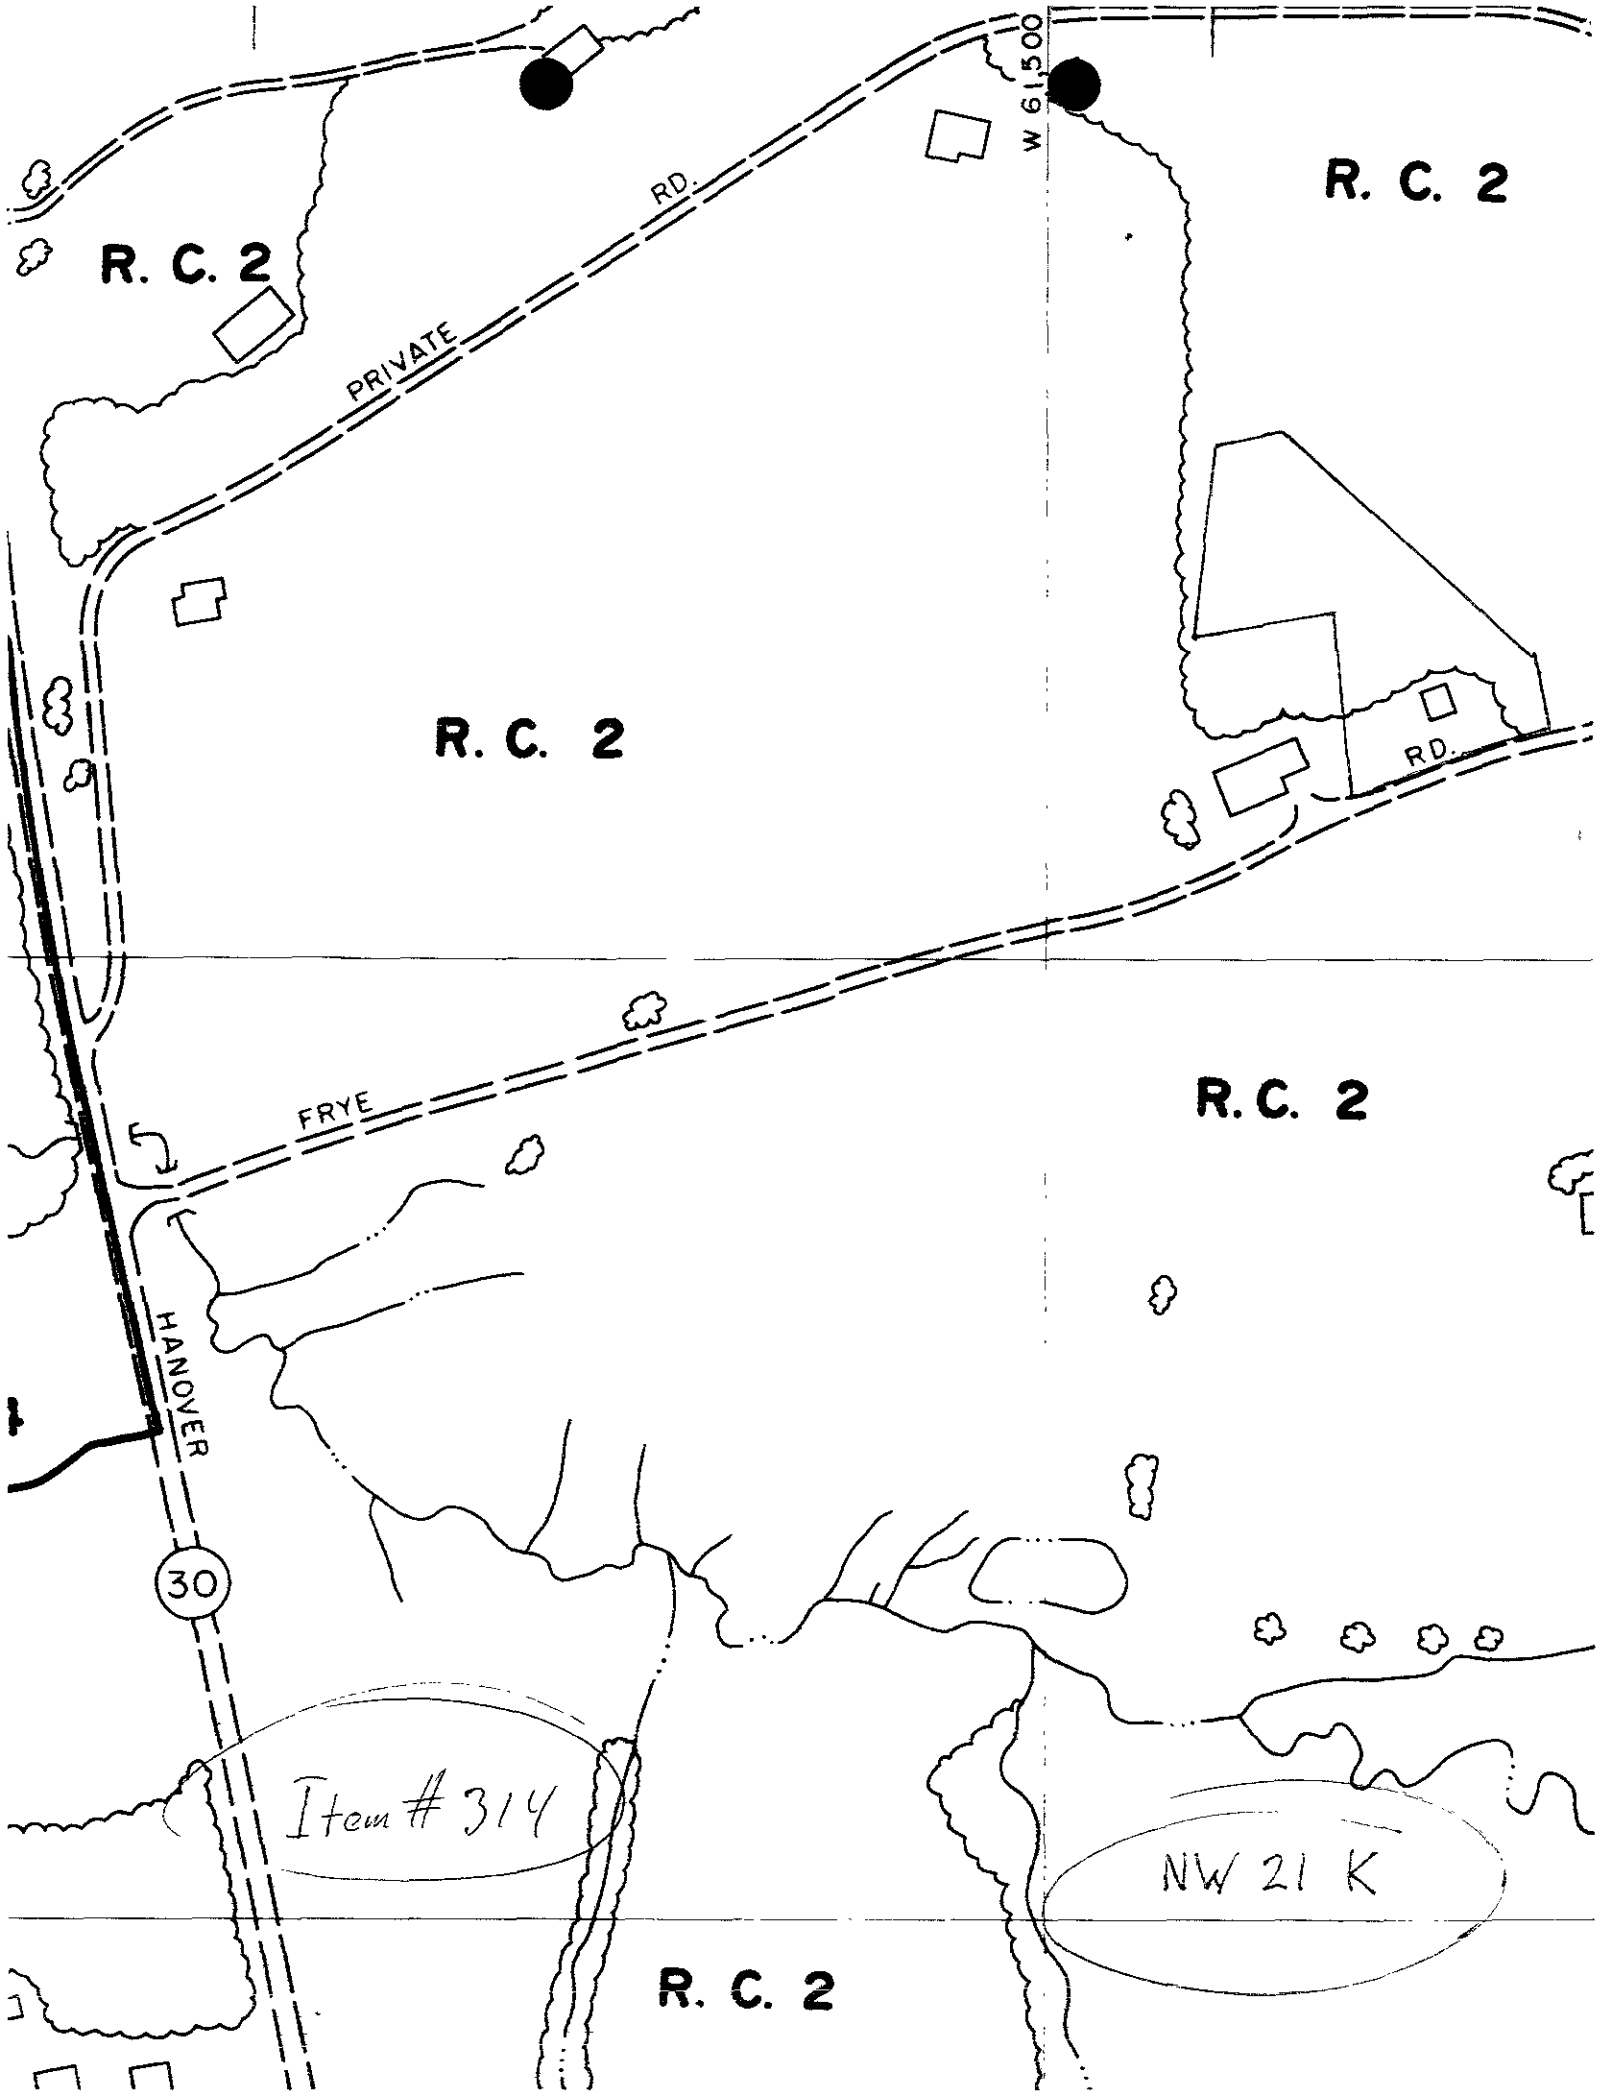 W 61,500
R. C. 2
RD.
R. C. 2
PRIVATE
R. C. 2
RD.
R. C. 2
FRYE
HANOVER
30
Item # 314
NW 21 K
R. C. 2